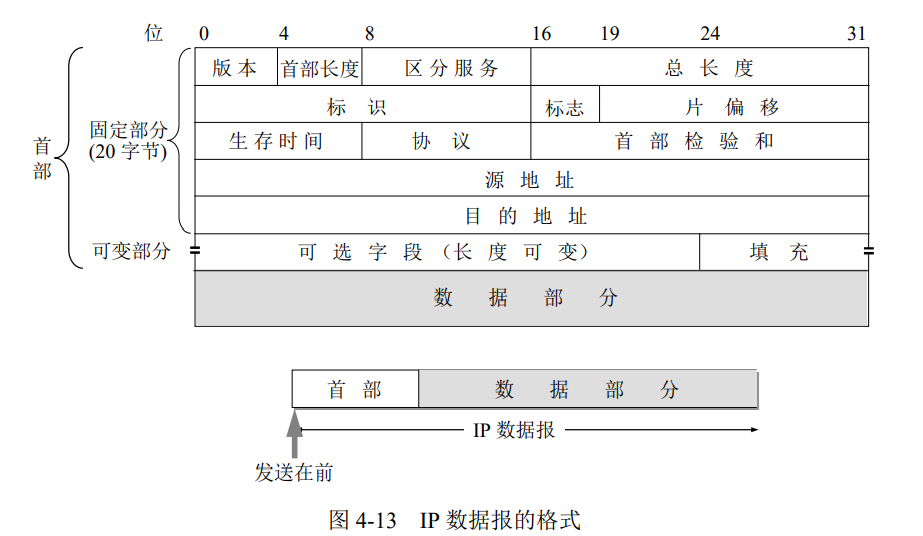 位 0 4 8 16 19 24 31
版本 首部长度 区分服务 总长度
标识 标志 片偏移
固定部分
(20 字节)
生存时间 协议 首部检验和
首部
源地址
目的地址
可变部分 可选字段（长度可变） 填充
数据部分
首部 数据部分
IP 数据报
发送在前
图 4-13 IP 数据报的格式